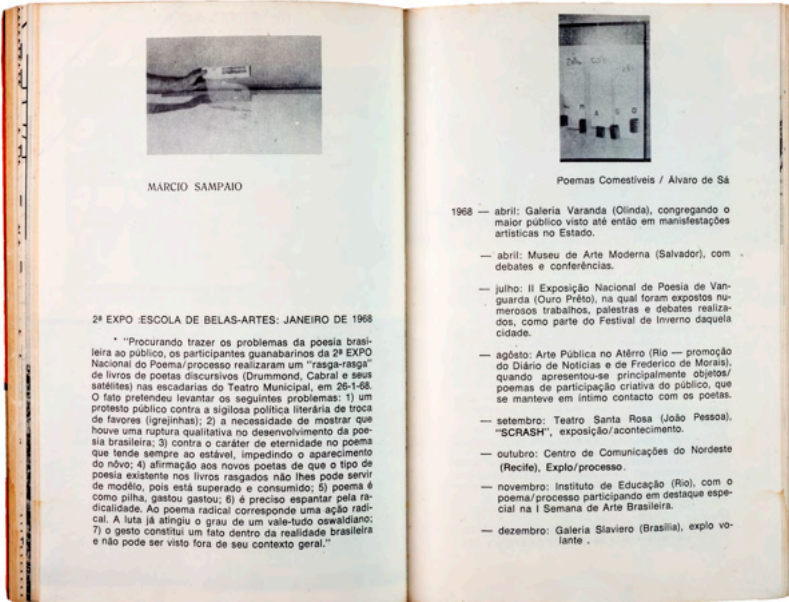 MARCIO SAMPAIO
2ª EXPO :ESCOLA DE BELAS-ARTES: JANEIRO DE 1968
* "Procurando trazer os problemas da poesia brasi-
leira ao público, os participantes guanabarinos da 2ª EXPO
Nacional do Poema/processo realizaram um "rasga-rasga"
de livros de poetas discursivos (Drummond, Cabral e seus
satélites) nas escadarias do Teatro Municipal, em 26-1-68.
O fato pretendeu levantar os seguintes problemas: 1) um
protesto público contra a sigilosa política literária de troca
de favores (igrejinhas); 2) a necessidade de mostrar que
houve uma ruptura qualitativa no desenvolvimento da poe-
sia brasileira; 3) contra o caráter de eternidade no poema
que tende sempre ao estável, impedindo o aparecimento
do nôvo; 4) afirmação aos novos poetas de que o tipo de
poesia existente nos livros rasgados não lhes pode servir
de modêlo, pois está superado e consumido; 5) poema é
como pilha, gastou gastou; 6) é preciso espantar pela ra-
dicalidade. Ao poema radical corresponde uma ação radi-
cal. A luta já atingiu o grau de um vale-tudo oswaldiano;
7) o gesto constitui um fato dentro da realidade brasileira
e não pode ser visto fora de seu contexto geral."
Poemas Comestíveis / Álvaro de Sá
1968 — abril: Galeria Varanda (Olinda), congregando o
maior público visto até então em manisfestações
artísticas no Estado.
— abril: Museu de Arte Moderna (Salvador), com
debates e conferências.
— julho: II Exposição Nacional de Poesia de Van-
guarda (Ouro Prêto), na qual foram expostos nu-
merosos trabalhos, palestras e debates realiza-
dos, como parte do Festival de Inverno daquela
cidade.
— agôsto: Arte Pública no Atêrro (Rio — promoção
do Diário de Notícias e de Frederico de Morais),
quando apresentou-se principalmente objetos/
poemas de participação criativa do público, que
se manteve em íntimo contacto com os poetas.
— setembro: Teatro Santa Rosa (João Pessoa),
"SCRASH", exposição/acontecimento.
— outubro: Centro de Comunicações do Nordeste
(Recife), Explo/processo.
— novembro: Instituto de Educação (Rio), com o
poema/processo participando em destaque espe-
cial na I Semana de Arte Brasileira.
— dezembro: Galeria Slaviero (Brasília), explo vo-
lante .